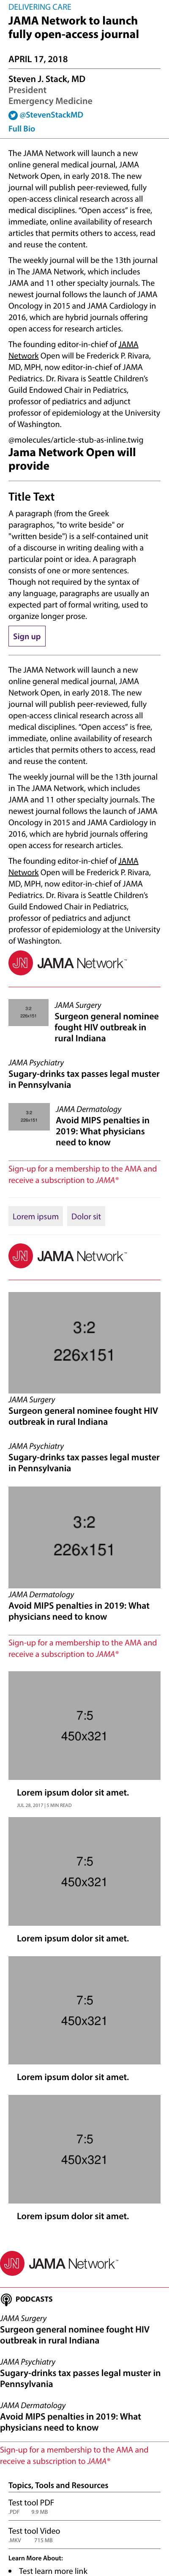 DELIVERING CARE
JAMA Network to launch
fully open-access journal
APRIL 17, 2018
Steven J. Stack, MD
President
Emergency Medicine
@StevenStackMD
Full Bio
The JAMA Network will launch a new
online general medical journal, JAMA
Network Open, in early 2018. The new
journal will publish peer-reviewed, fully
open-access clinical research across all
medical disciplines. “Open access” is free,
immediate, online availability of research
articles that permits others to access, read
and reuse the content.
The weekly journal will be the 13th journal
in The JAMA Network, which includes
JAMA and 11 other specialty journals. The
newest journal follows the launch of JAMA
Oncology in 2015 and JAMA Cardiology in
2016, which are hybrid journals offering
open access for research articles.
The founding editor-in-chief of JAMA
Network Open will be Frederick P. Rivara,
MD, MPH, now editor-in-chief of JAMA
Pediatrics. Dr. Rivara is Seattle Children’s
Guild Endowed Chair in Pediatrics,
professor of pediatrics and adjunct
professor of epidemiology at the University
of Washington.
@molecules/article-stub-as-inline.twig
Jama Network Open will
provide
Title Text
A paragraph (from the Greek
paragraphos, "to write beside" or
"written beside") is a self-contained unit
of a discourse in writing dealing with a
particular point or idea. A paragraph
consists of one or more sentences.
Though not required by the syntax of
any language, paragraphs are usually an
expected part of formal writing, used to
organize longer prose.
Sign up
The JAMA Network will launch a new
online general medical journal, JAMA
Network Open, in early 2018. The new
journal will publish peer-reviewed, fully
open-access clinical research across all
medical disciplines. “Open access” is free,
immediate, online availability of research
articles that permits others to access, read
and reuse the content.
The weekly journal will be the 13th journal
in The JAMA Network, which includes
JAMA and 11 other specialty journals. The
newest journal follows the launch of JAMA
Oncology in 2015 and JAMA Cardiology in
2016, which are hybrid journals offering
open access for research articles.
The founding editor-in-chief of JAMA
Network Open will be Frederick P. Rivara,
MD, MPH, now editor-in-chief of JAMA
Pediatrics. Dr. Rivara is Seattle Children’s
Guild Endowed Chair in Pediatrics,
professor of pediatrics and adjunct
professor of epidemiology at the University
of Washington.
JN JAMA Network™
3:2
226x151
JAMA Surgery
Surgeon general nominee
fought HIV outbreak in
rural Indiana
JAMA Psychiatry
Sugary-drinks tax passes legal muster
in Pennsylvania
3:2
226x151
JAMA Dermatology
Avoid MIPS penalties in
2019: What physicians
need to know
Sign-up for a membership to the AMA and
receive a subscription to JAMA®
Lorem ipsum
Dolor sit
JN JAMA Network™
3:2
226x151
JAMA Surgery
Surgeon general nominee fought HIV
outbreak in rural Indiana
JAMA Psychiatry
Sugary-drinks tax passes legal muster
in Pennsylvania
3:2
226x151
JAMA Dermatology
Avoid MIPS penalties in 2019: What
physicians need to know
Sign-up for a membership to the AMA and
receive a subscription to JAMA®
7:5
450x321
Lorem ipsum dolor sit amet.
JUL 28, 2017 | 5 MIN READ
7:5
450x321
Lorem ipsum dolor sit amet.
7:5
450x321
Lorem ipsum dolor sit amet.
7:5
450x321
Lorem ipsum dolor sit amet.
JN JAMA Network™
PODCASTS
JAMA Surgery
Surgeon general nominee fought HIV
outbreak in rural Indiana
JAMA Psychiatry
Sugary-drinks tax passes legal muster in
Pennsylvania
JAMA Dermatology
Avoid MIPS penalties in 2019: What
physicians need to know
Sign-up for a membership to the AMA and
receive a subscription to JAMA®
Topics, Tools and Resources
Test tool PDF
.PDF 9.9 MB
Test tool Video
.MKV 715 MB
Learn More About:
• Test learn more link